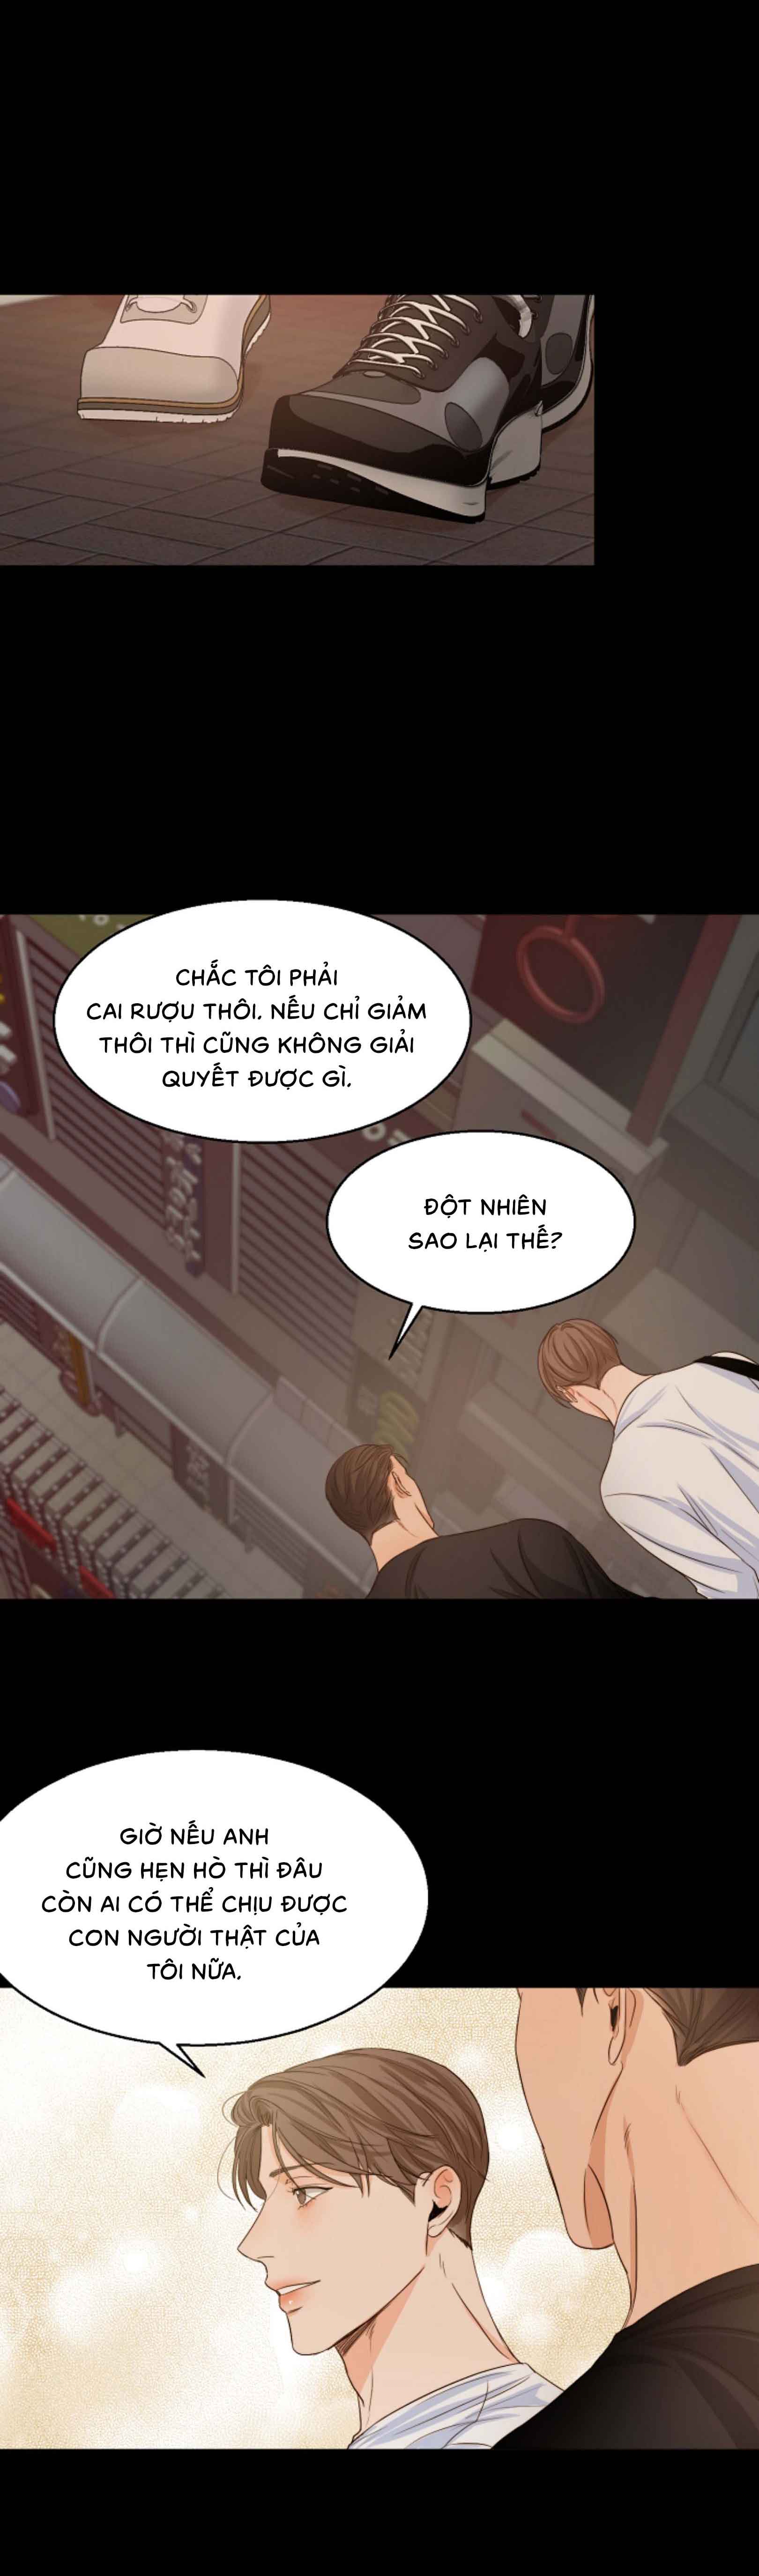 CHẮC TÔI PHẢI
CAI RƯỢU THÔI. NẾU CHỈ GIẢM
THÔI THÌ CŨNG KHÔNG GIẢI
QUYẾT ĐƯỢC GÌ.
ĐỘT NHIÊN
SAO LẠI THẾ?
GIỜ NẾU ANH
CŨNG HẸN HÒ THÌ ĐÂU
CÒN AI CÓ THỂ CHỊU ĐƯỢC
CON NGƯỜI THẬT CỦA
TÔI NỮA.